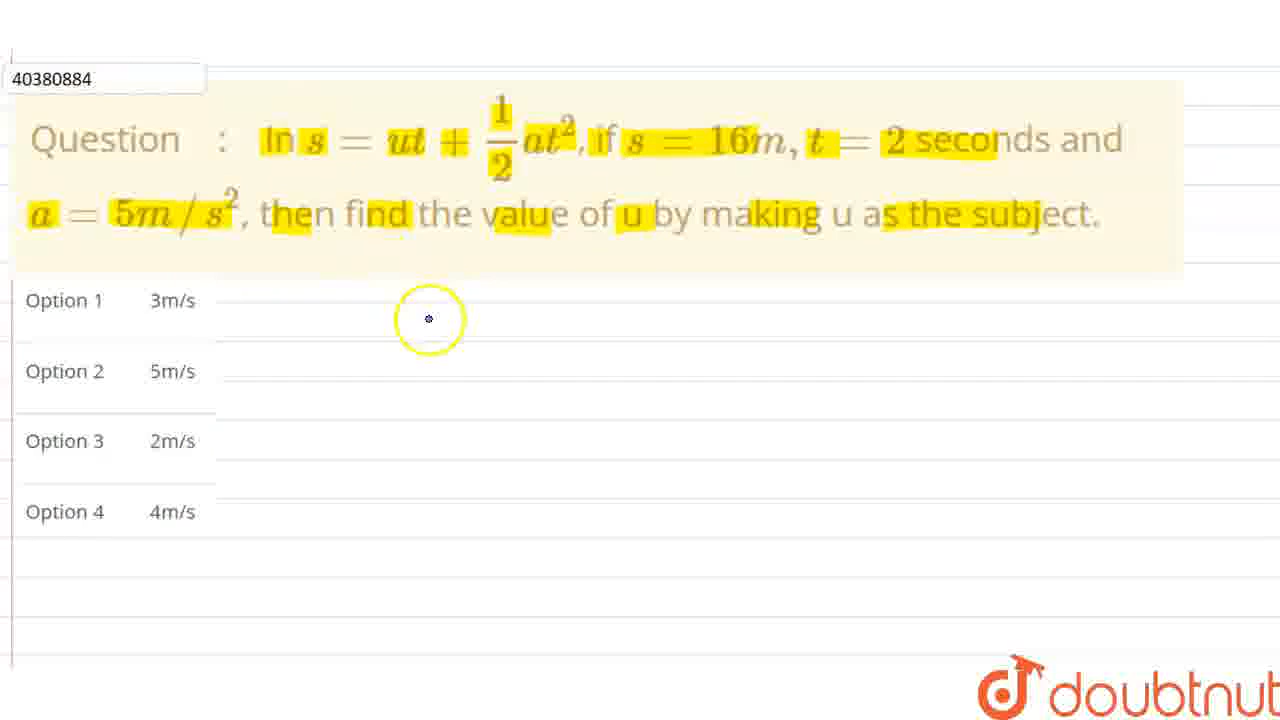 40380884
Question : In s = ut + 1/2 at², if s = 16m, t = 2 seconds and
a = 5m/s², then find the value of u by making u as the subject.
Option 1 3m/s
Option 2 5m/s
Option 3 2m/s
Option 4 4m/s
doubtnut